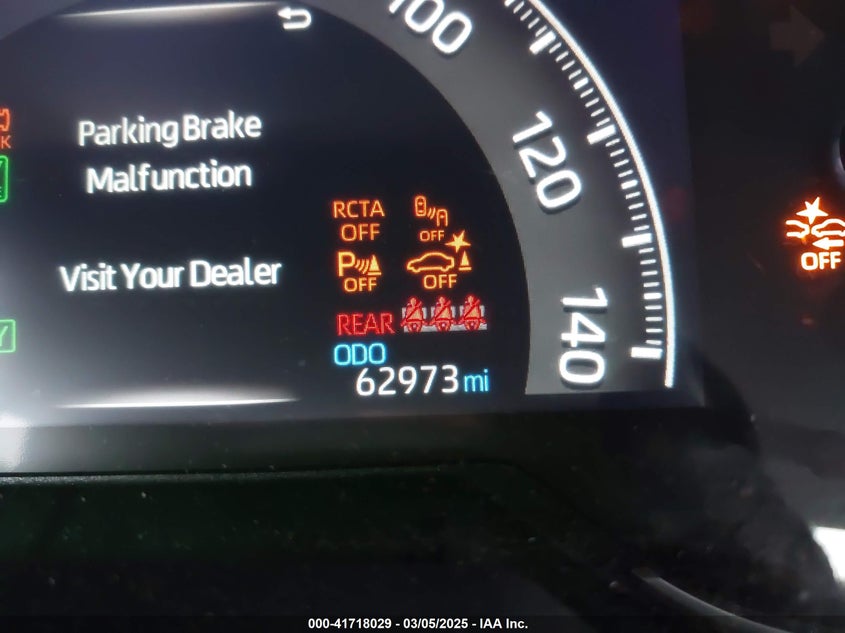 100
Parking Brake
Malfunction
120
RCTA
OFF
OFF
Visit Your Dealer
P
OFF
OFF
OFF
REAR
140
ODO
62973 mi
000-41718029 - 03/05/2025 - IAA Inc.